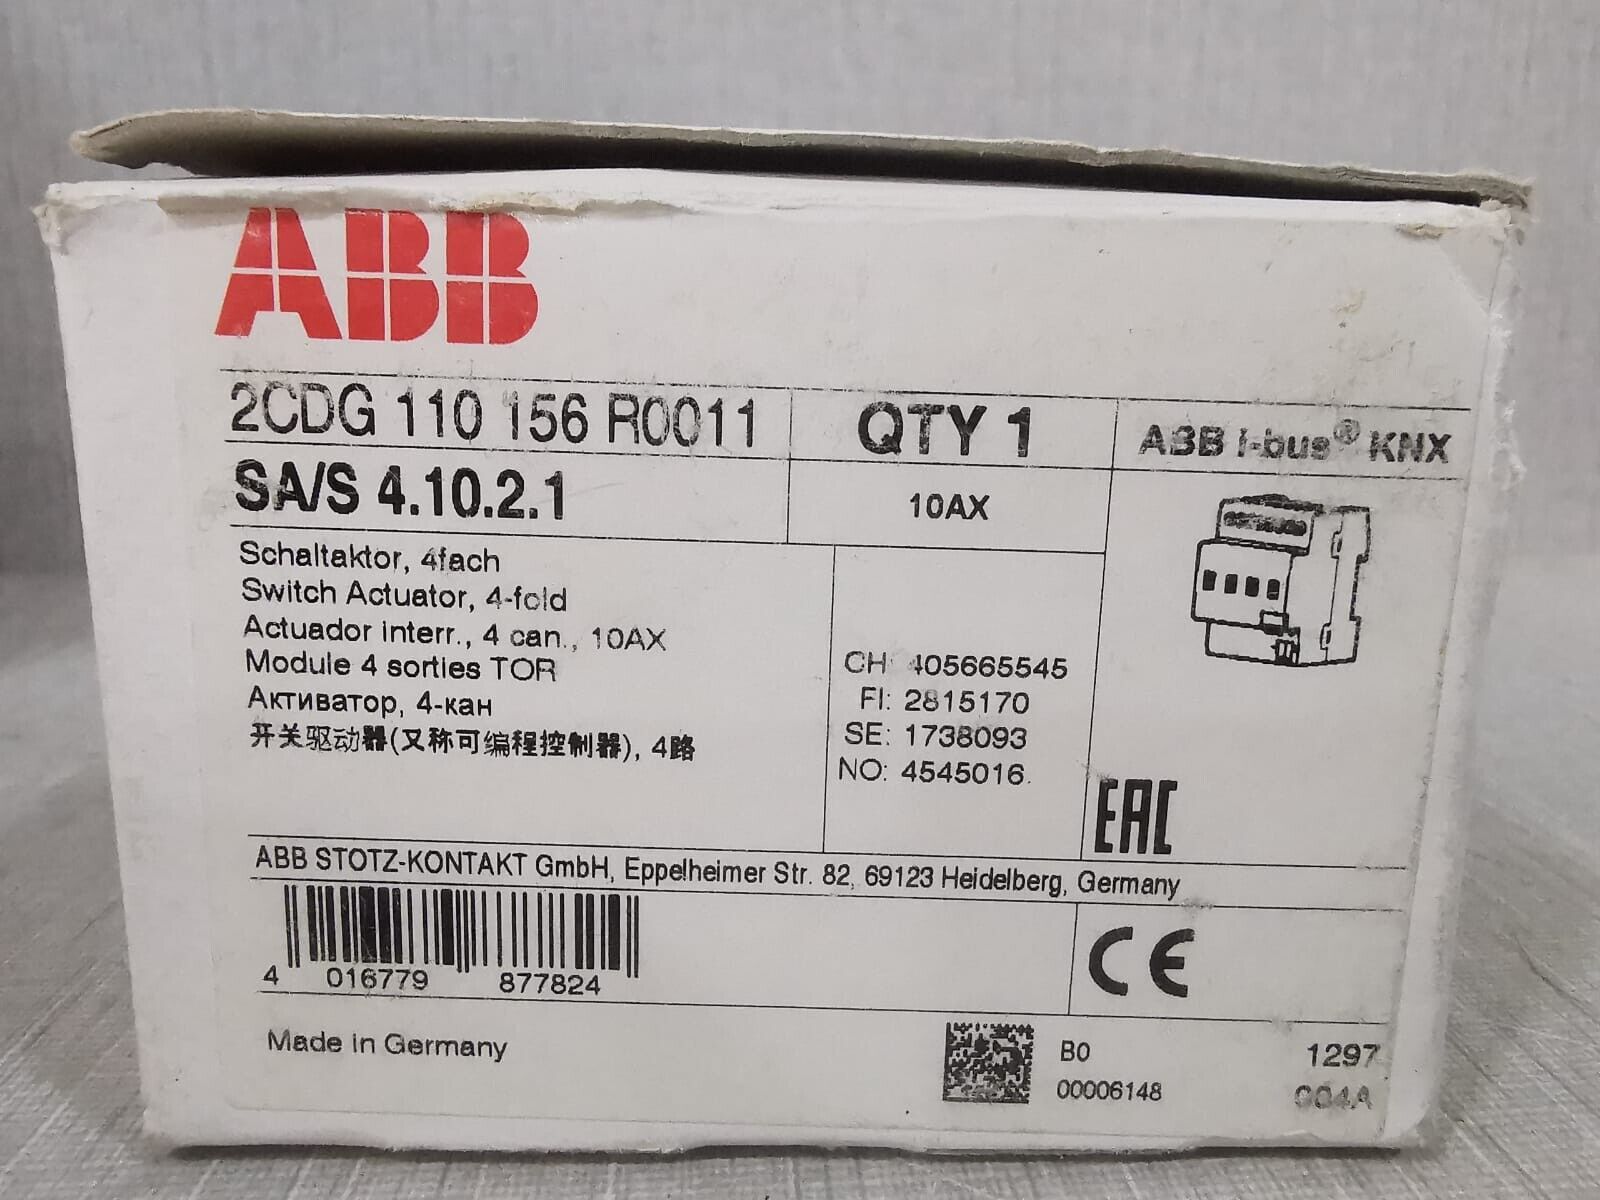 ABB
2CDG 110 156 R0011
QTY 1
ABB i-bus® KNX
SA/S 4.10.2.1
10AX
Schaltaktor, 4fach
Switch Actuator, 4-fold
Actuador interr., 4 can., 10AX
Module 4 sorties TOR
Активатор, 4-кан
开关驱动器(又称可编程控制器), 4路
CH: 405665545
FI: 2815170
SE: 1738093
NO: 4545016
EAC
ABB STOTZ-KONTAKT GmbH, Eppelheimer Str. 82, 69123 Heidelberg, Germany
4 016779 877824
CE
Made in Germany
B0
00006148
1297
004A